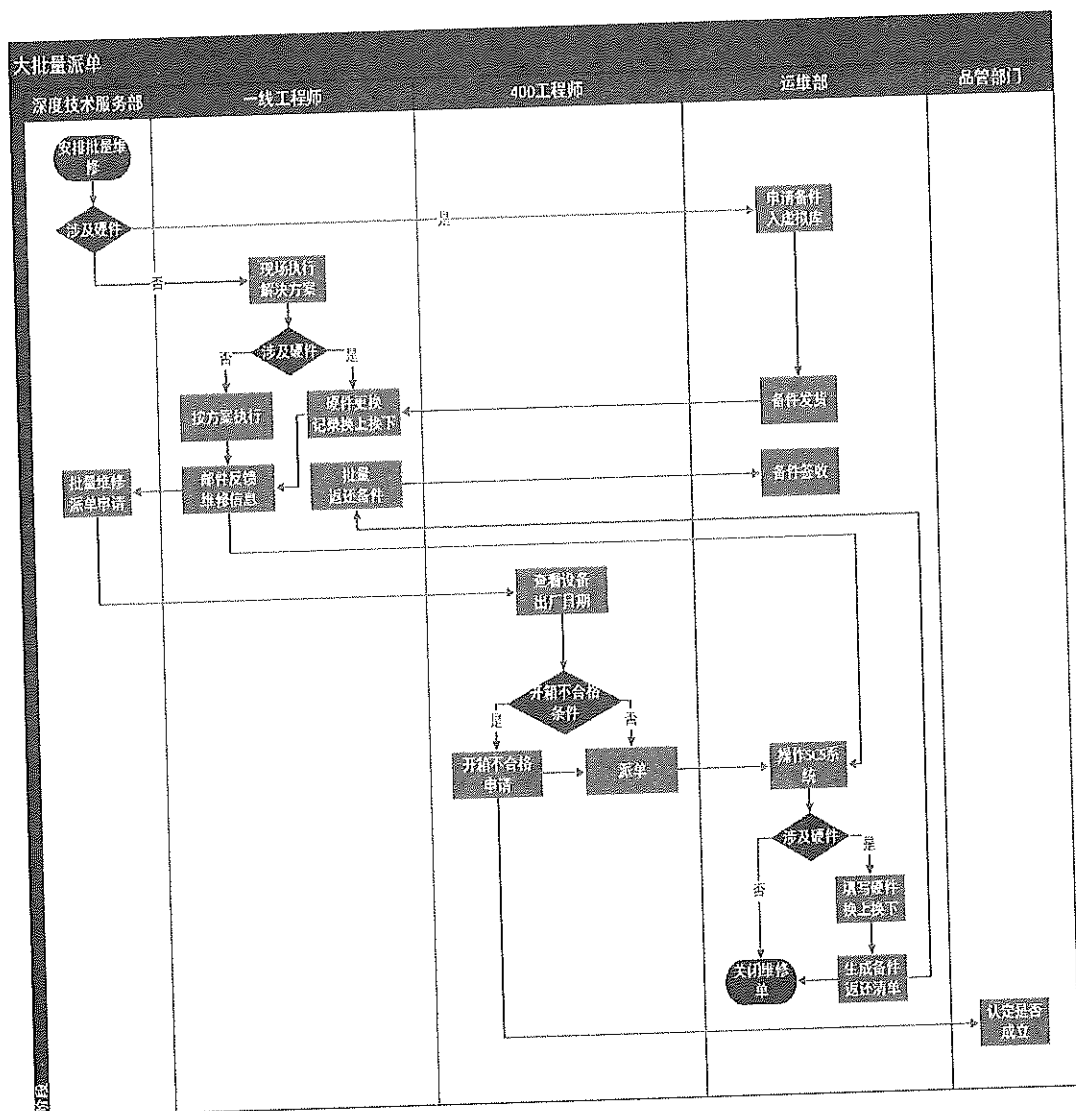 大批量派单
深度技术服务部
一线工程师
400工程师
运维部
品管部门
安排批量维
修
涉及硬件
是
申请备件
入虚拟库
否
现场执行
解决方案
涉及硬件
否
是
按方案执行
硬件更换
记录换上换下
备件发货
批量维修
派单申请
邮件反馈
维修信息
批量
返还备件
备件签收
查看设备
出厂日期
开箱不合格
条件
是
否
开箱不合格
申请
派单
操作SCS系
统
涉及硬件
是
否
填写硬件
换上换下
关闭维修
单
生成备件
返还清单
认定是否
成立
阶段